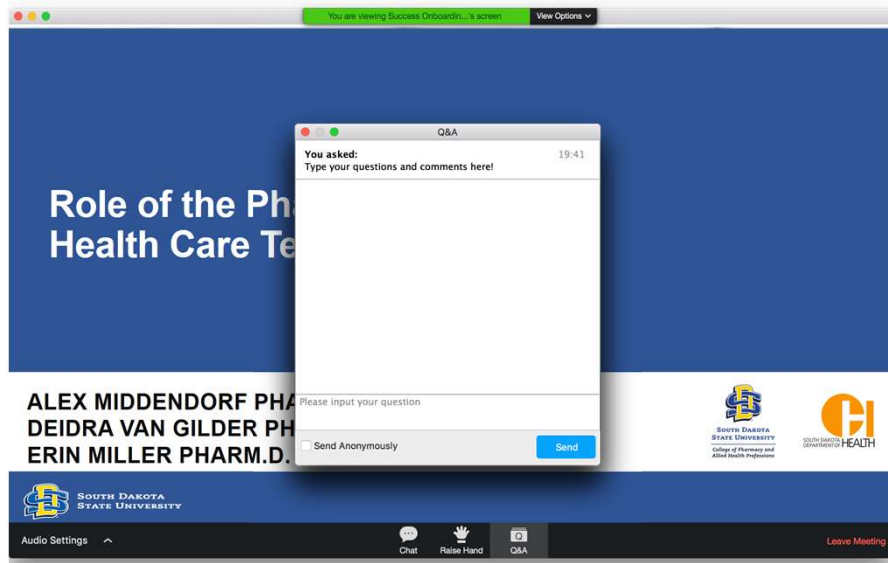 You are viewing Success Onboardin...'s screen
View Options
Q&A
You asked:
19:41
Type your questions and comments here!
Role of the Ph
Health Care Te
Please input your question
Send Anonymously
Send
ALEX MIDDENDORF PHA
DEIDRA VAN GILDER PH
ERIN MILLER PHARM.D.
SOUTH DAKOTA
STATE UNIVERSITY
College of Pharmacy and
Allied Health Professions
SOUTH DAKOTA
DEPARTMENT OF HEALTH
SOUTH DAKOTA
STATE UNIVERSITY
Audio Settings
Chat
Raise Hand
Q&A
Leave Meeting